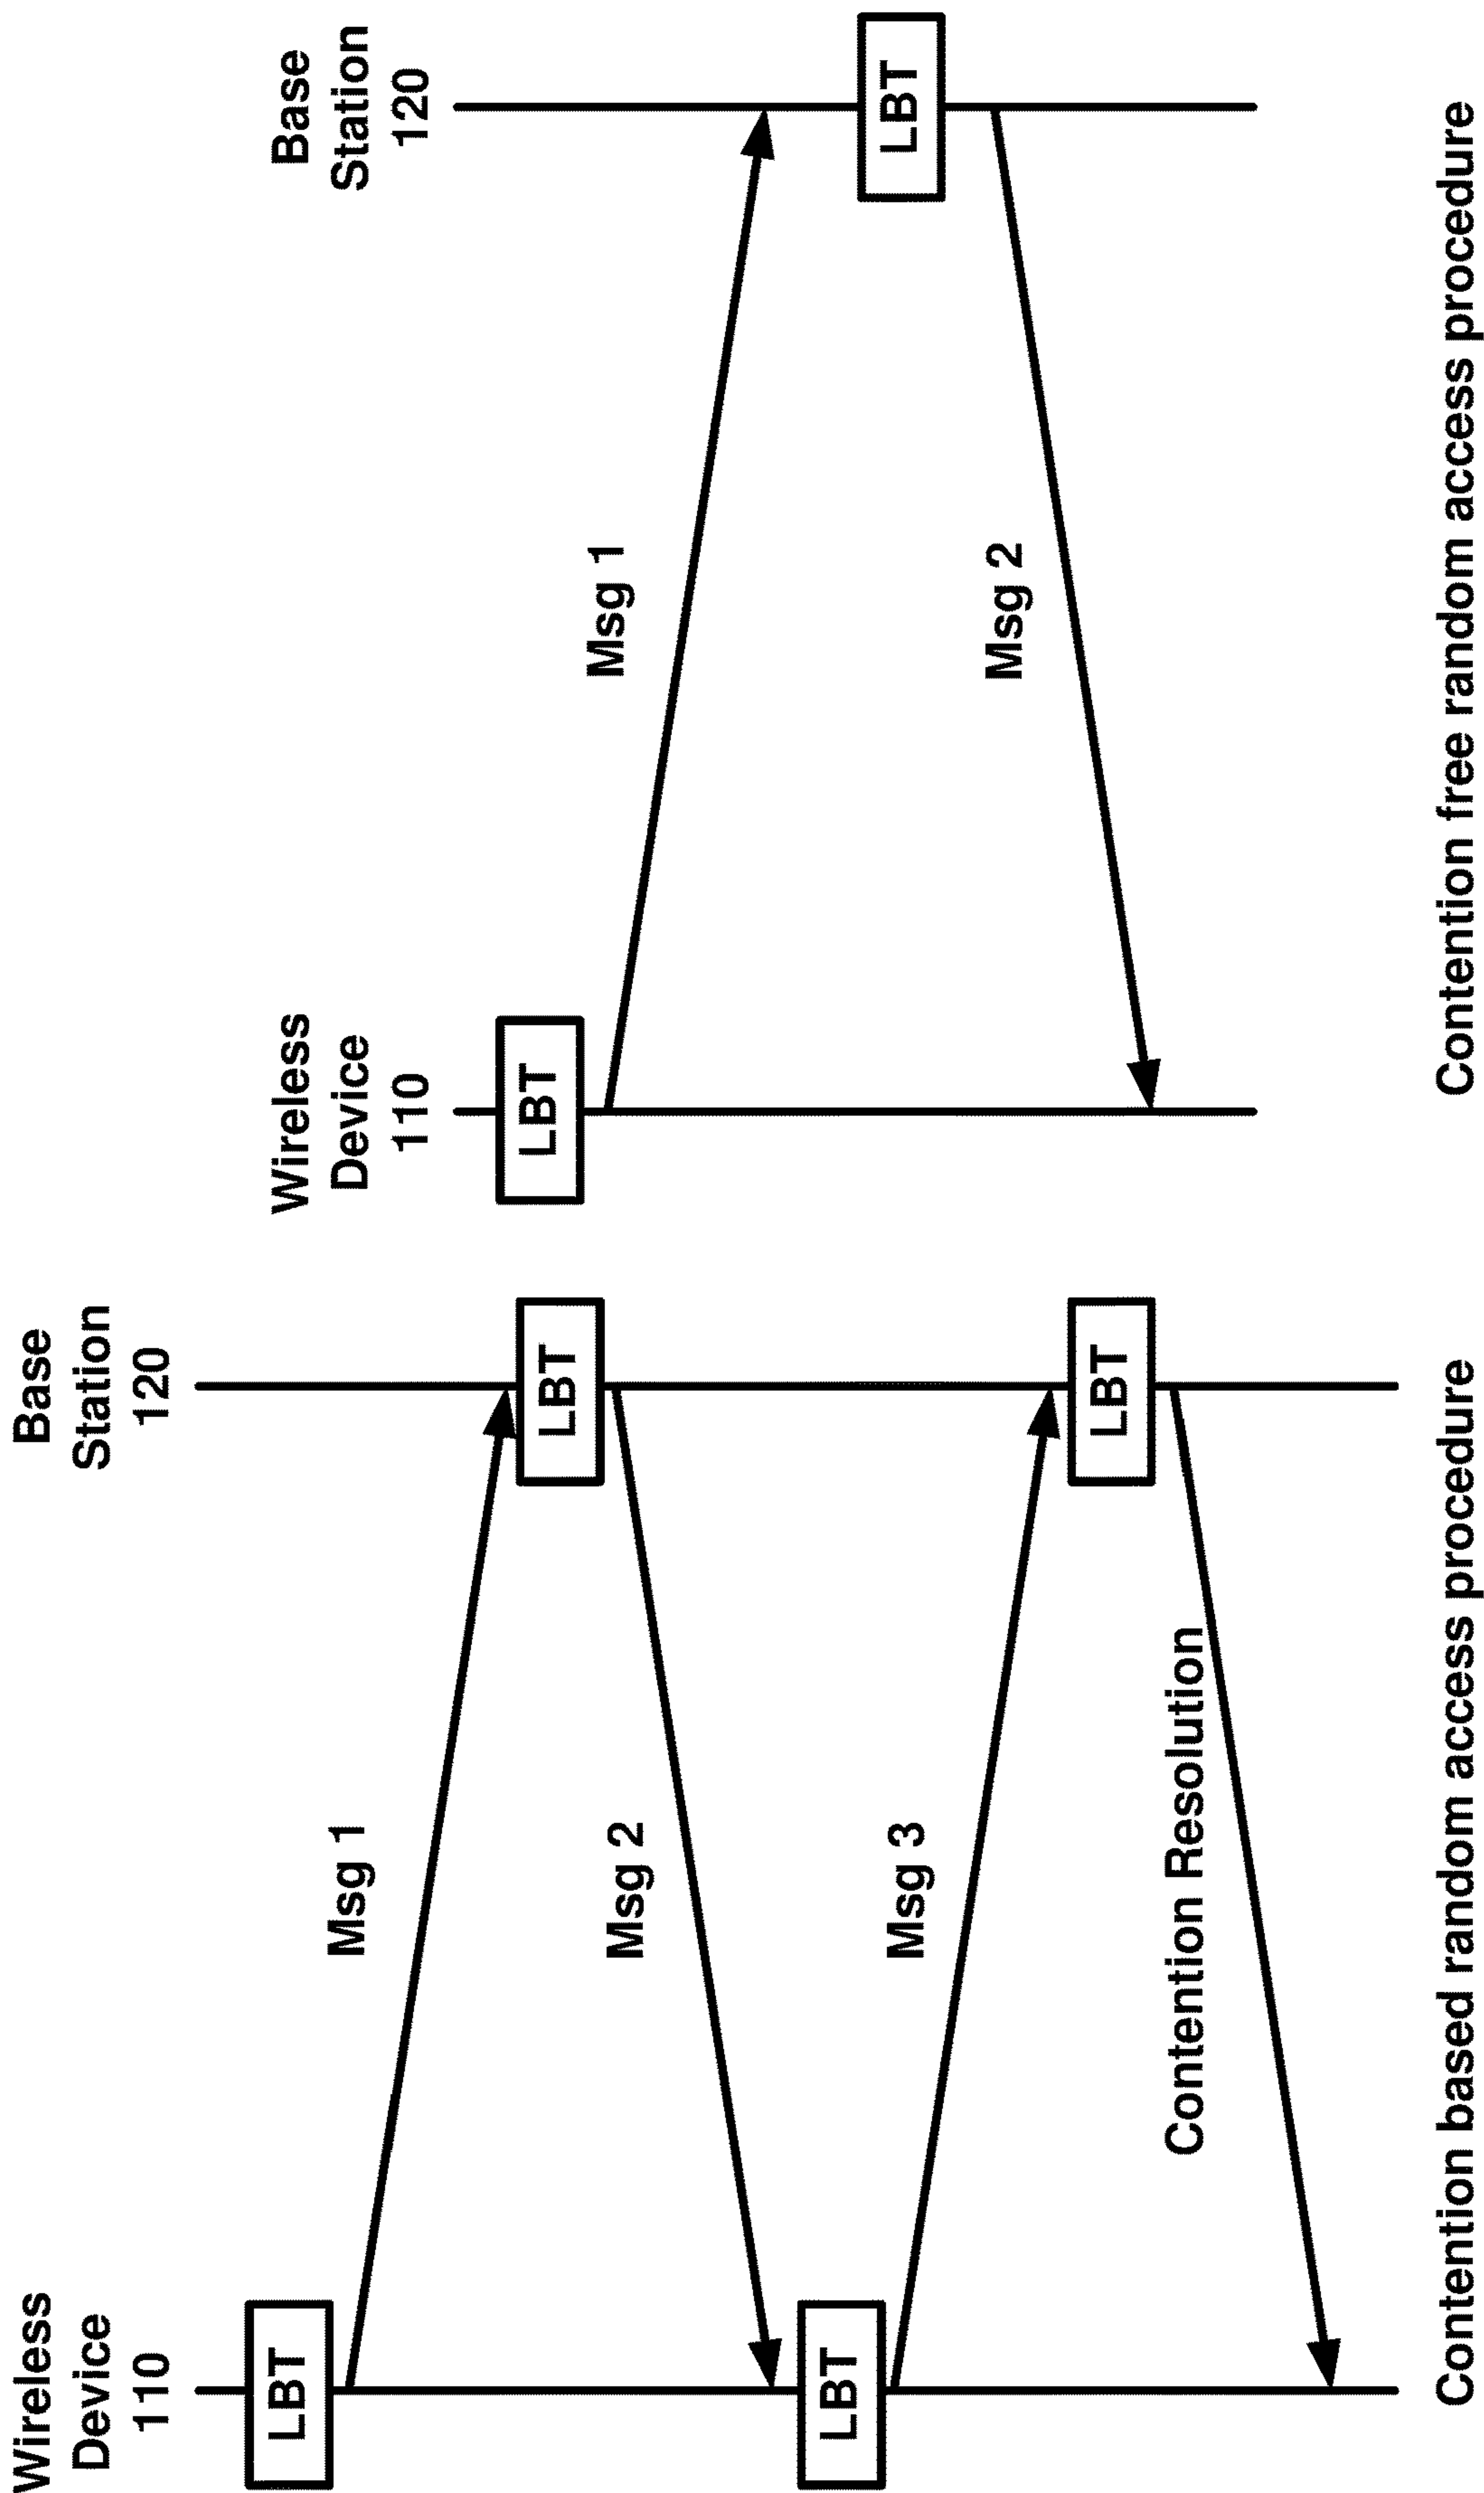 Wireless
Device
110
Base
Station
120
LBT
Msg 1
LBT
Msg 2
LBT
Msg 3
LBT
Contention Resolution
Contention based random access procedure
Wireless
Device
110
Base
Station
120
LBT
Msg 1
LBT
Msg 2
Contention free random access procedure